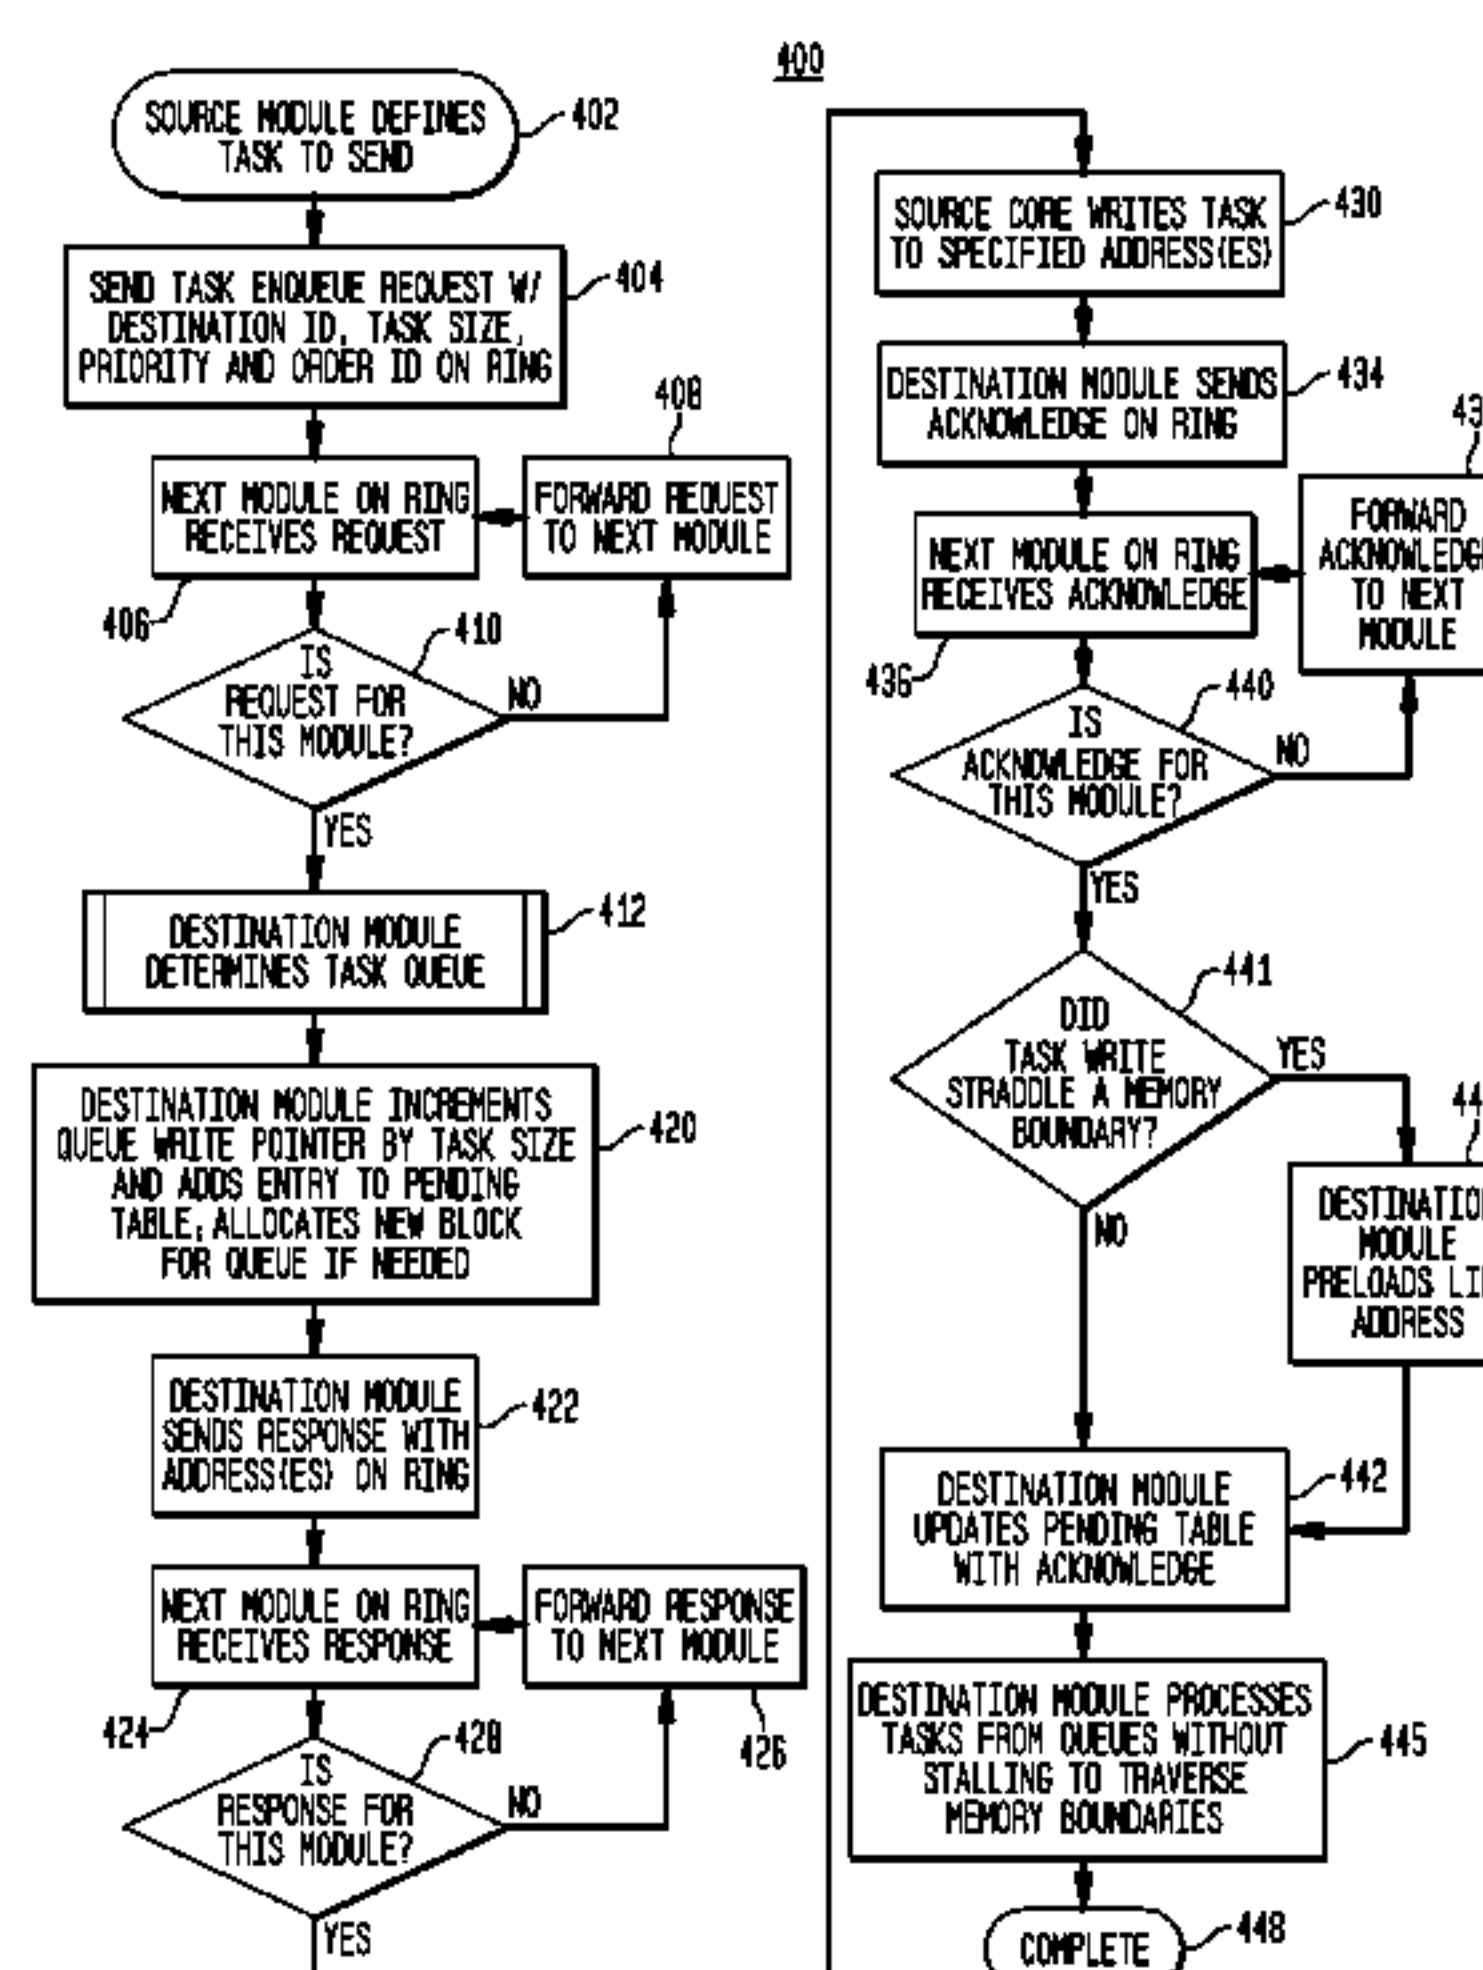 400
SOURCE MODULE DEFINES
TASK TO SEND
402
SEND TASK ENQUEUE REQUEST W/
DESTINATION ID, TASK SIZE,
PRIORITY AND ORDER ID ON RING
404
NEXT MODULE ON RING
RECEIVES REQUEST
406
408
FORWARD REQUEST
TO NEXT MODULE
410
IS
REQUEST FOR
THIS MODULE?
NO
YES
DESTINATION MODULE
DETERMINES TASK QUEUE
412
DESTINATION MODULE INCREMENTS
QUEUE WRITE POINTER BY TASK SIZE
AND ADDS ENTRY TO PENDING
TABLE; ALLOCATES NEW BLOCK
FOR QUEUE IF NEEDED
420
DESTINATION MODULE
SENDS RESPONSE WITH
ADDRESS(ES) ON RING
422
NEXT MODULE ON RING
RECEIVES RESPONSE
424
FORWARD RESPONSE
TO NEXT MODULE
426
428
IS
RESPONSE FOR
THIS MODULE?
NO
YES
SOURCE CORE WRITES TASK
TO SPECIFIED ADDRESS(ES)
430
DESTINATION MODULE SENDS
ACKNOWLEDGE ON RING
434
NEXT MODULE ON RING
RECEIVES ACKNOWLEDGE
436
FORWARD
TO NEXT
MODULE
440
IS
ACKNOWLEDGE FOR
THIS MODULE?
NO
YES
441
DID
TASK WRITE
STRADDLE A MEMORY
BOUNDARY?
YES
NO
MODULE
PRELOADS
ADDRESS
DESTINATION MODULE
UPDATES PENDING TABLE
WITH ACKNOWLEDGE
442
DESTINATION MODULE PROCESSES
TASKS FROM QUEUES WITHOUT
STALLING TO TRAVERSE
MEMORY BOUNDARIES
445
COMPLETE
448